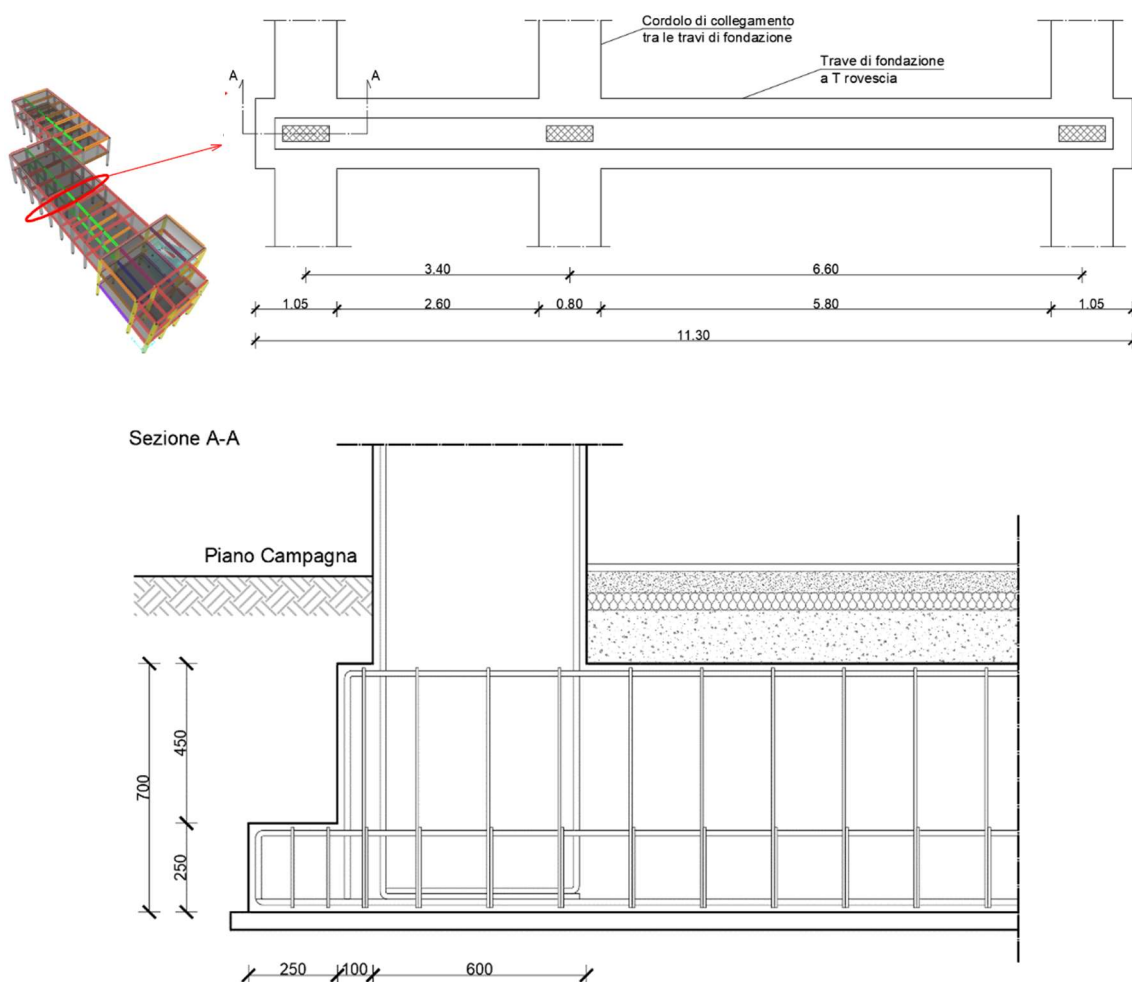 Cordolo di collegamento
tra le travi di fondazione
Trave di fondazione
a T rovescia
A
A
3.40
6.60
1.05
2.60
0.80
5.80
1.05
11.30
Sezione A-A
Piano Campagna
700
450
250
250
100
600